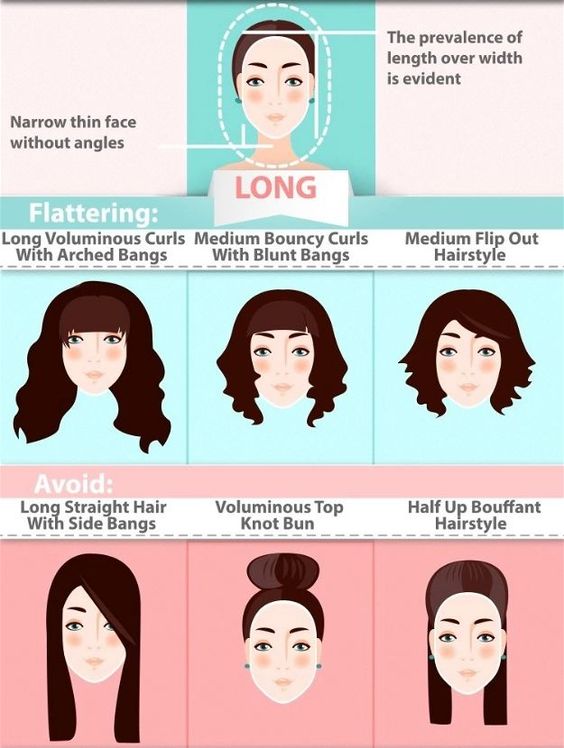 The prevalence of
length over width
is evident
Narrow thin face
without angles
LONG
Flattering:
Long Voluminous Curls
With Arched Bangs
Medium Bouncy Curls
With Blunt Bangs
Medium Flip Out
Hairstyle
Avoid:
Long Straight Hair
With Side Bangs
Voluminous Top
Knot Bun
Half Up Bouffant
Hairstyle